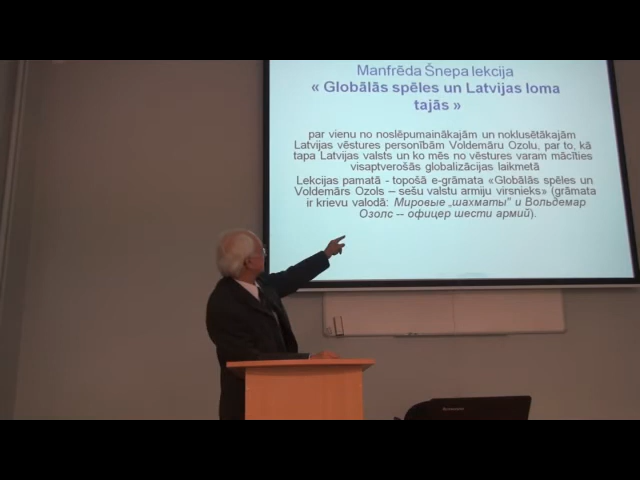 Manfrēda Šnepa lekcija
« Globālās spēles un Latvijas loma
tajās »
par vienu no noslēpumainākajām un noklusētākajām
Latvijas vēstures personībām Voldemāru Ozolu, par to, kā
tapa Latvijas valsts un ko mēs no vēstures varam mācīties
visaptverošās globalizācijas laikmetā
Lekcijas pamatā - topošā e-grāmata «Globālās spēles un
Voldemārs Ozols – sešu valstu armiju virsnieks» (grāmata
ir krievu valodā: Мировые „шахматы" и Вольдемар
Озолс -- офицер шести армий).
lenovo